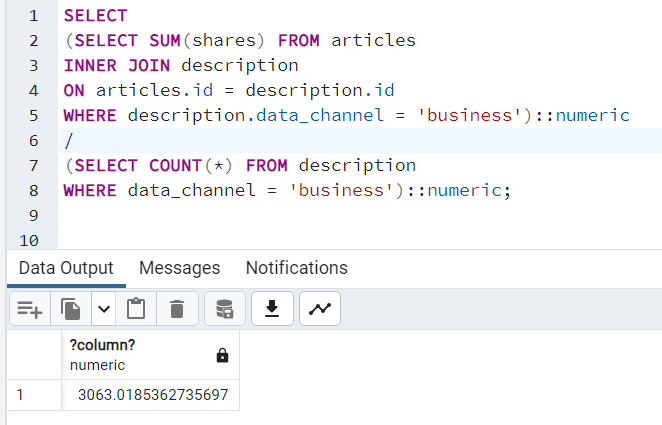 1 SELECT
2 (SELECT SUM(shares) FROM articles
3 INNER JOIN description
4 ON articles.id = description.id
5 WHERE description.data_channel = 'business')::numeric
6 /
7 (SELECT COUNT(*) FROM description
8 WHERE data_channel = 'business')::numeric;
9
10
Data Output Messages Notifications
?column?
numeric
1 3063.0185362735697